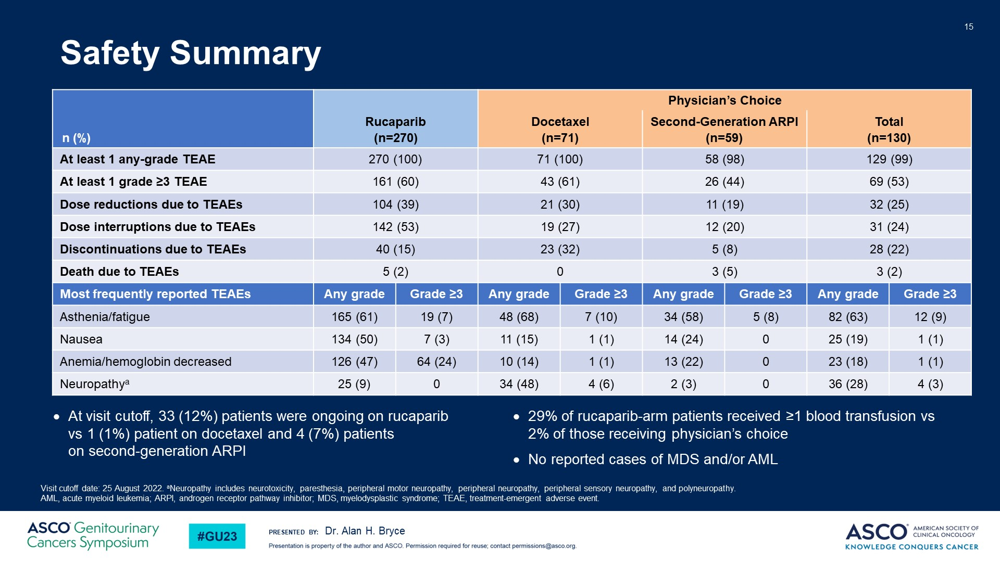 15
Safety Summary
n (%)
Rucaparib
(n=270)
Physician’s Choice
Docetaxel
(n=71)
Second-Generation ARPI
(n=59)
Total
(n=130)
At least 1 any-grade TEAE 270 (100) 71 (100) 58 (98) 129 (99)
At least 1 grade ≥3 TEAE 161 (60) 43 (61) 26 (44) 69 (53)
Dose reductions due to TEAEs 104 (39) 21 (30) 11 (19) 32 (25)
Dose interruptions due to TEAEs 142 (53) 19 (27) 12 (20) 31 (24)
Discontinuations due to TEAEs 40 (15) 23 (32) 5 (8) 28 (22)
Death due to TEAEs 5 (2) 0 3 (5) 3 (2)
Most frequently reported TEAEs Any grade Grade ≥3 Any grade Grade ≥3 Any grade Grade ≥3 Any grade Grade ≥3
Asthenia/fatigue 165 (61) 19 (7) 48 (68) 7 (10) 34 (58) 5 (8) 82 (63) 12 (9)
Nausea 134 (50) 7 (3) 11 (15) 1 (1) 14 (24) 0 25 (19) 1 (1)
Anemia/hemoglobin decreased 126 (47) 64 (24) 10 (14) 1 (1) 13 (22) 0 23 (18) 1 (1)
Neuropathyᵃ 25 (9) 0 34 (48) 4 (6) 2 (3) 0 36 (28) 4 (3)
• At visit cutoff, 33 (12%) patients were ongoing on rucaparib
vs 1 (1%) patient on docetaxel and 4 (7%) patients
on second-generation ARPI
• 29% of rucaparib-arm patients received ≥1 blood transfusion vs
2% of those receiving physician’s choice
• No reported cases of MDS and/or AML
Visit cutoff date: 25 August 2022. ᵃNeuropathy includes neurotoxicity, paresthesia, peripheral motor neuropathy, peripheral neuropathy, peripheral sensory neuropathy, and polyneuropathy.
AML, acute myeloid leukemia; ARPI, androgen receptor pathway inhibitor; MDS, myelodysplastic syndrome; TEAE, treatment-emergent adverse event.
ASCO® Genitourinary
Cancers Symposium
#GU23
PRESENTED BY: Dr. Alan H. Bryce
Presentation is property of the author and ASCO. Permission required for reuse; contact permissions@asco.org.
ASCO® AMERICAN SOCIETY OF
CLINICAL ONCOLOGY
KNOWLEDGE CONQUERS CANCER